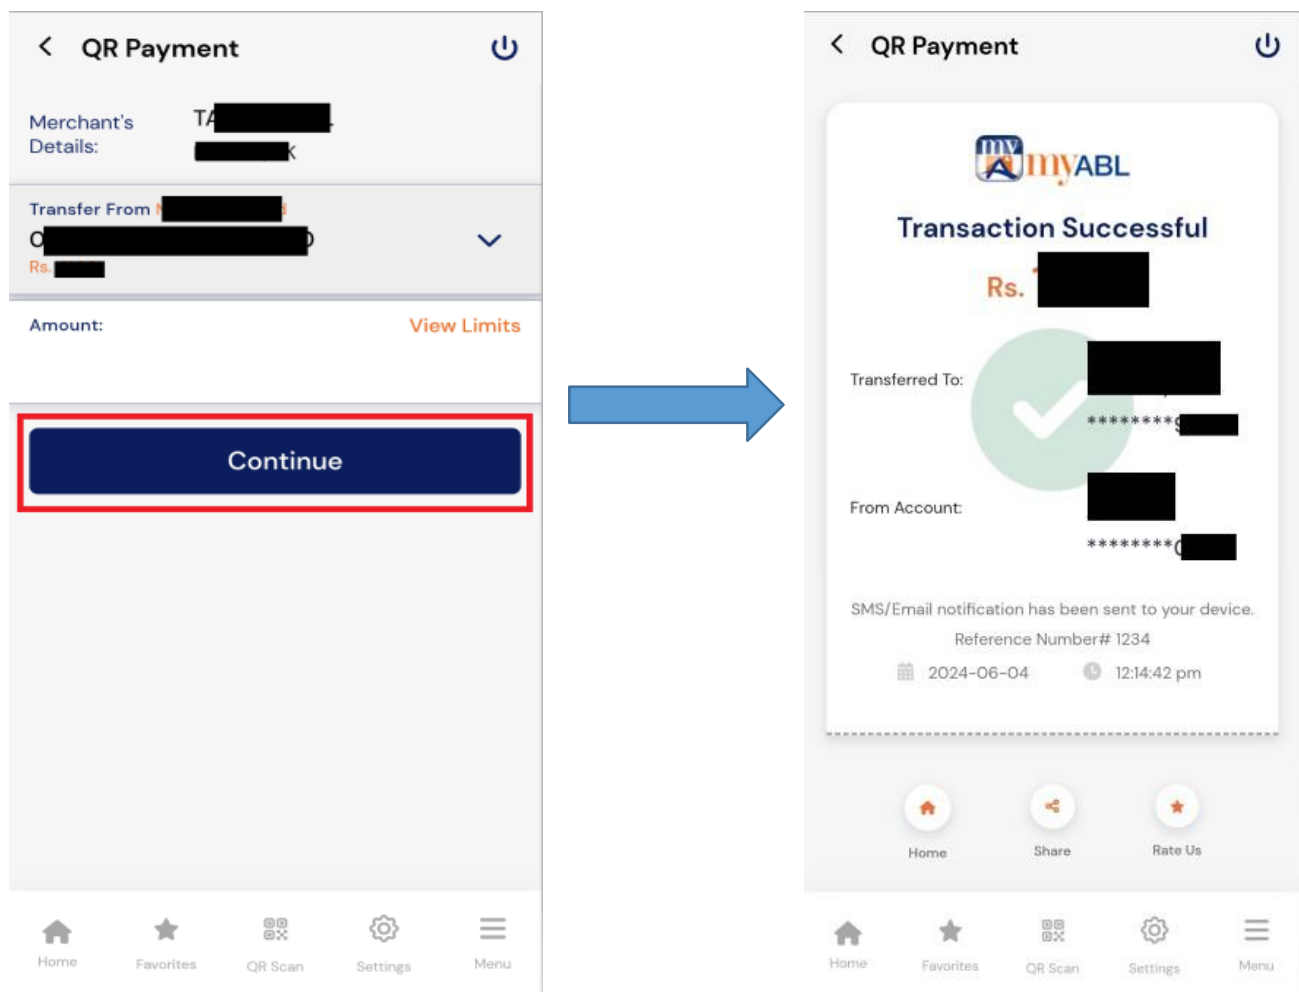 QR Payment
Merchant's
Details:
Transfer From
Rs.
Amount:
View Limits
Continue
Home
Favorites
QR Scan
Settings
Menu
QR Payment
my myABL
Transaction Successful
Rs.
Transferred To:
********
From Account:
********
SMS/Email notification has been sent to your device.
Reference Number# 1234
2024-06-04 12:14:42 pm
Home
Share
Rate Us
Home
Favorites
QR Scan
Settings
Menu